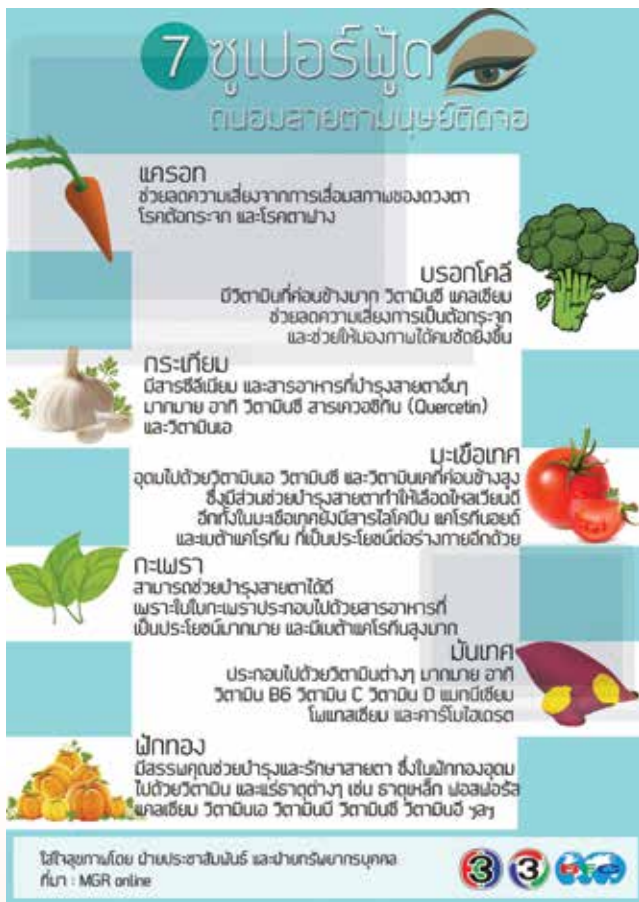 7 ซูเปอร์ฟู้ด
ถนอมสายตามนุษย์ติดจอ
แครอท
ช่วยลดความเสี่ยงจากการเสื่อมสภาพของดวงตา
โรคต้อกระจก และโรคตาฟาง
บรอกโคลี
มีวิตามินที่ค่อนข้างมาก วิตามินซี แคลเซียม
ช่วยลดความเสี่ยงการเป็นต้อกระจก
และช่วยให้มองภาพได้คมชัดยิ่งขึ้น
กระเทียม
มีสารซีลีเนียม และสารอาหารที่บำรุงสายตาอื่นๆ
มากมาย อาทิ วิตามินซี สารเควอซิทิน (Quercetin)
และวิตามินเอ
มะเขือเทศ
อุดมไปด้วยวิตามินเอ วิตามินซี และวิตามินเคที่ค่อนข้างสูง
ซึ่งมีส่วนช่วยบำรุงสายตาทำให้เลือดไหลเวียนดี
อีกทั้งในมะเขือเทศยังมีสารไลโคปีน แคโรทีนอยด์
และเบต้าแคโรทีน ที่เป็นประโยชน์ต่อร่างกายอีกด้วย
กะเพรา
สามารถช่วยบำรุงสายตาได้ดี
เพราะในใบกะเพราประกอบไปด้วยสารอาหารที่
เป็นประโยชน์มากมาย และมีเบต้าแคโรทีนสูงมาก
มันเทศ
ประกอบไปด้วยวิตามินต่างๆ มากมาย อาทิ
วิตามิน B6 วิตามิน C วิตามิน D แมกนีเซียม
โพแทสเซียม และคาร์โบไฮเดรต
ฟักทอง
มีสรรพคุณช่วยบำรุงและรักษาสายตา ซึ่งในฟักทองอุดม
ไปด้วยวิตามิน และแร่ธาตุต่างๆ เช่น ธาตุเหล็ก ฟอสฟอรัส
แคลเซียม วิตามินเอ วิตามินบี วิตามินซี วิตามินอี ฯลฯ
ใส่ใจสุขภาพโดย ฝ่ายประชาสัมพันธ์ และฝ่ายทรัพยากรบุคคล
ที่มา : MGR online
3 3